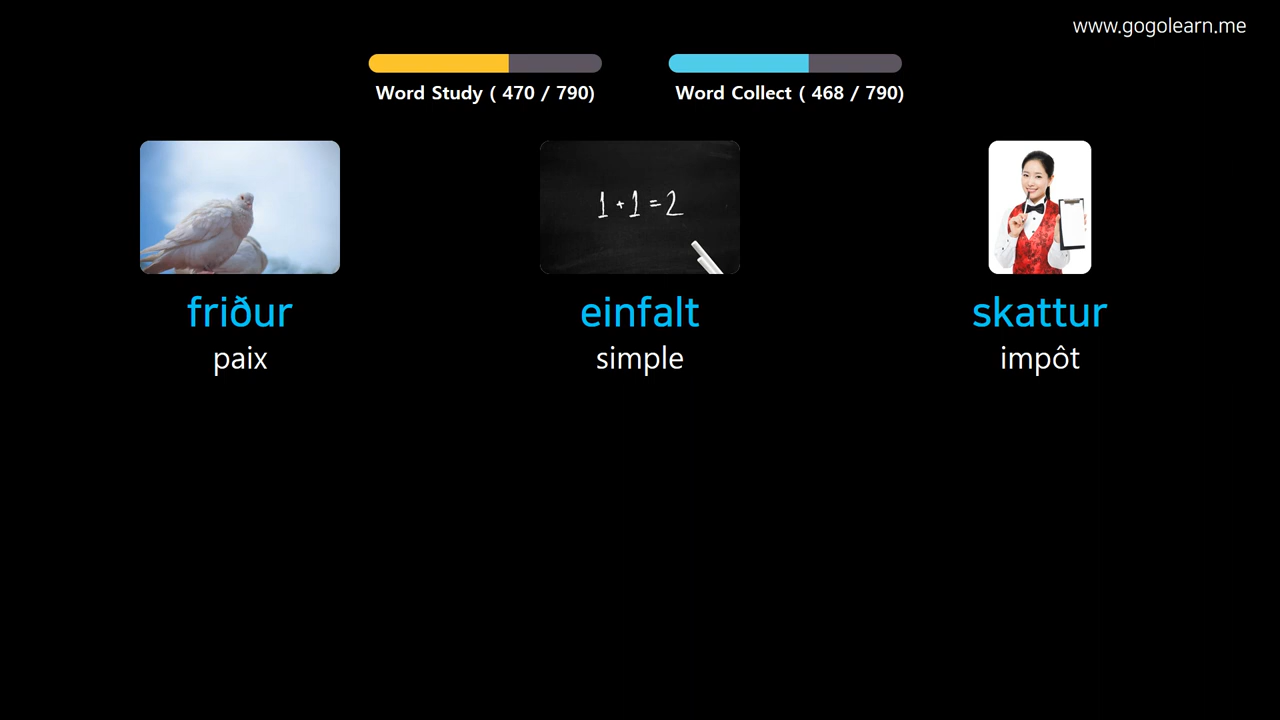 www.gogolearn.me
Word Study ( 470 / 790)
Word Collect ( 468 / 790)
1+1=2
friður
einfalt
skattur
paix
simple
impôt